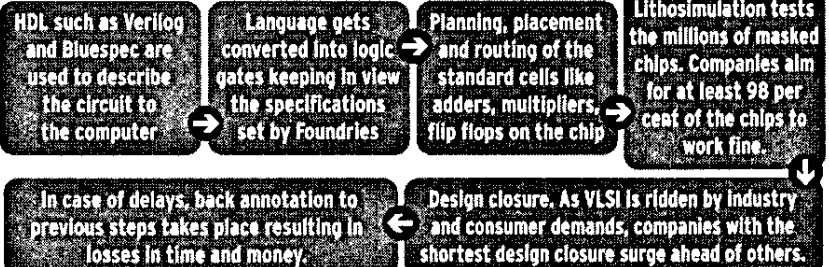 HDL such as Verilog
and Bluespec are
used to describe
the circuit to
the computer
Language gets
converted into logic
gates keeping in view
the specifications
set by Foundries
Planning, placement
and routing of the
standard cells like
adders, multipliers,
flip flops on the chip
Lithosimulation tests
the millions of masked
chips. Companies aim
for at least 98 per
cent of the chips to
work fine.
Design closure. As VLSI is ridden by industry
and consumer demands, companies with the
shortest design closure surge ahead of others.
In case of delays, back annotation to
previous steps takes place resulting in
losses in time and money.